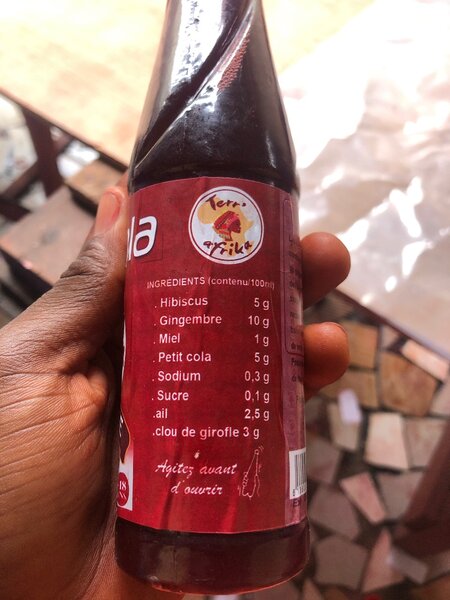 la
Terr'
afrika
INGREDIENTS (contenu/100ml)
. Hibiscus 5 g
. Gingembre 10 g
. Miel 1 g
. Petit cola 5 g
. Sodium 0,3 g
. Sucre 0,1 g
.ail 2,5 g
.clou de girofle 3 g
Agitez avant
d'ouvrir